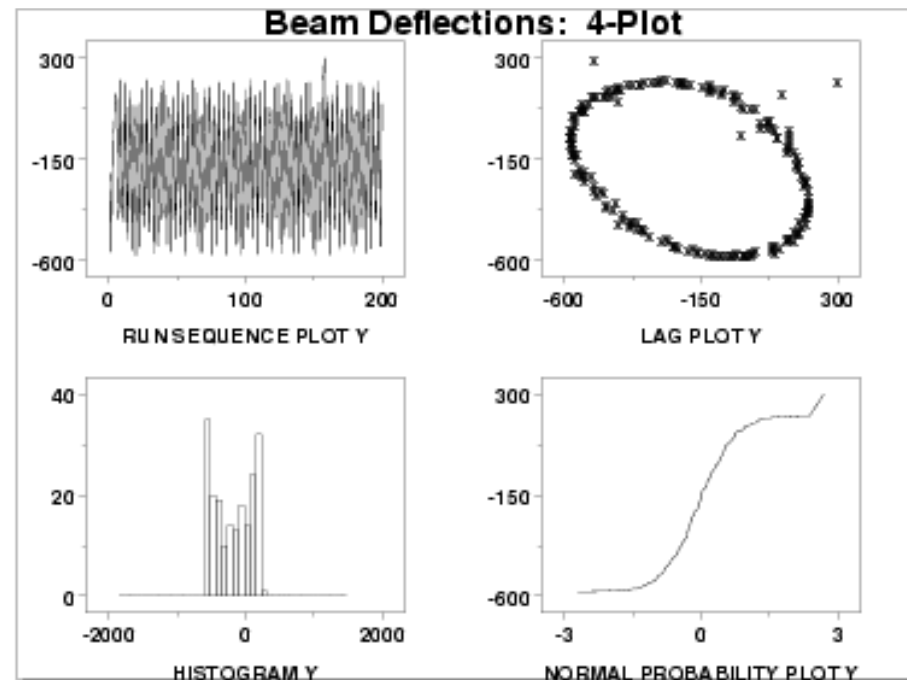 Beam Deflections: 4-Plot
300
-150
-600
0 100 200
RUN SEQUENCE PLOT Y
300
-150
-600
-600 -150 300
LAG PLOT Y
40
20
0
-2000 0 2000
HISTOGRAM Y
300
-150
-600
-3 0 3
NORMAL PROBABILITY PLOT Y